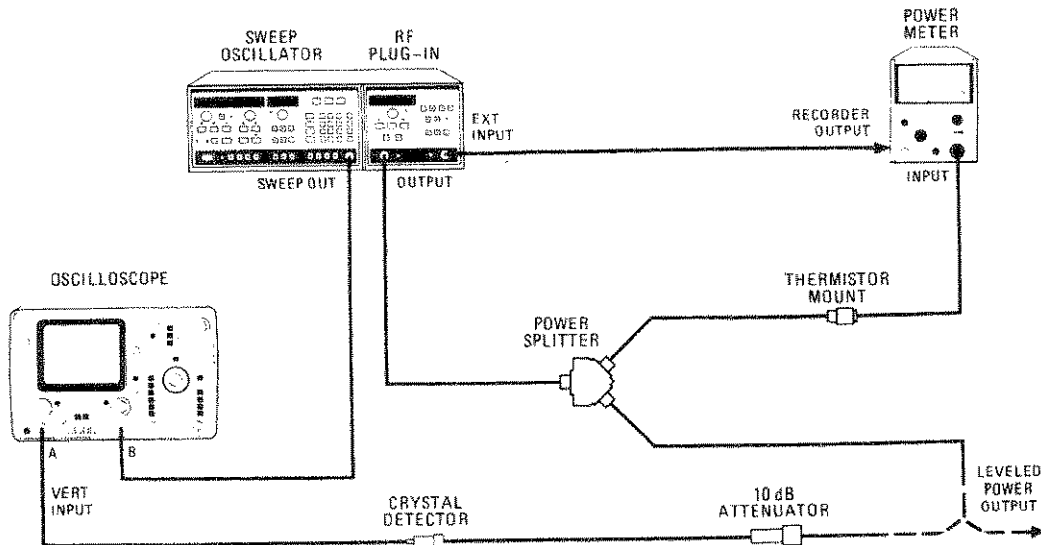 SWEEP
OSCILLATOR
RF
PLUG-IN
POWER
METER
EXT
INPUT
RECORDER
OUTPUT
SWEEP OUT
OUTPUT
INPUT
OSCILLOSCOPE
THERMISTOR
MOUNT
POWER
SPLITTER
A
B
VERT
INPUT
CRYSTAL
DETECTOR
10 dB
ATTENUATOR
LEVELED
POWER
OUTPUT